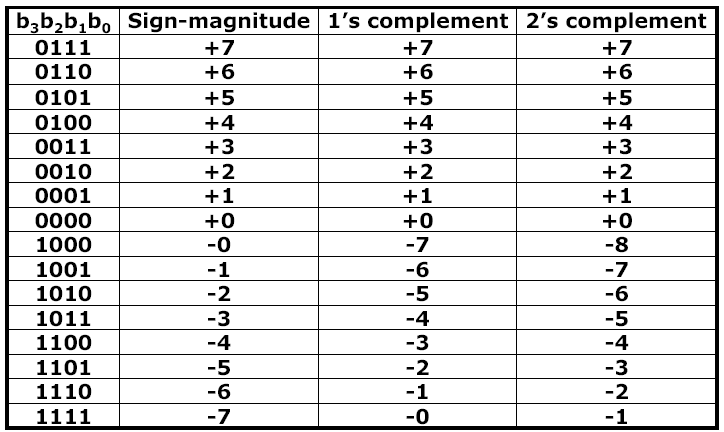 b₃b₂b₁b₀ Sign-magnitude 1’s complement 2’s complement
0111 +7 +7 +7
0110 +6 +6 +6
0101 +5 +5 +5
0100 +4 +4 +4
0011 +3 +3 +3
0010 +2 +2 +2
0001 +1 +1 +1
0000 +0 +0 +0
1000 -0 -7 -8
1001 -1 -6 -7
1010 -2 -5 -6
1011 -3 -4 -5
1100 -4 -3 -4
1101 -5 -2 -3
1110 -6 -1 -2
1111 -7 -0 -1